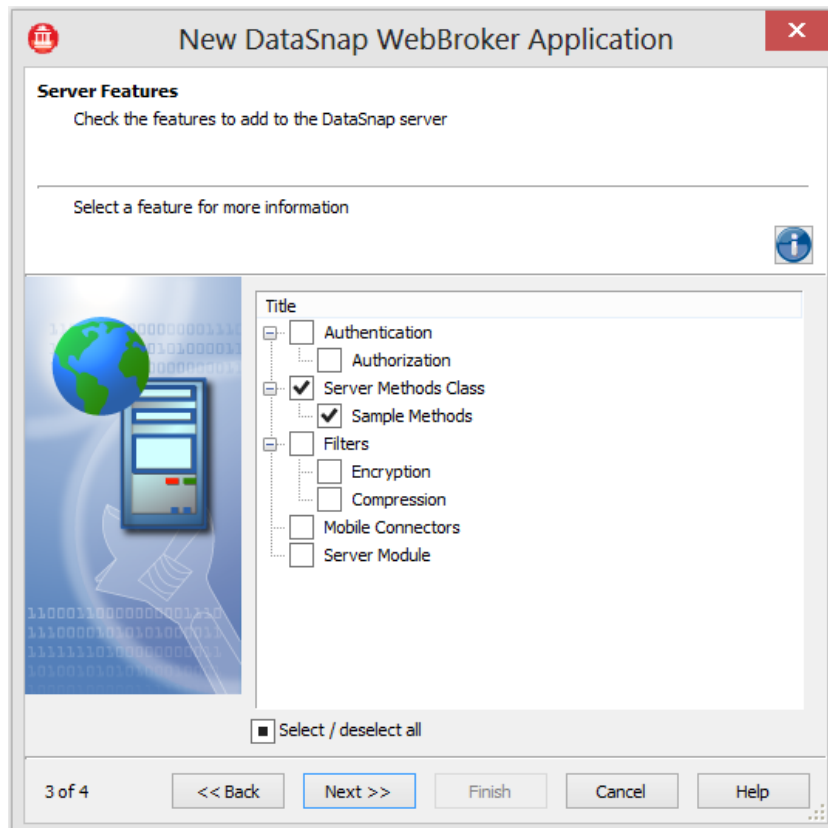 New DataSnap WebBroker Application
Server Features
Check the features to add to the DataSnap server
Select a feature for more information
Title
Authentication
Authorization
Server Methods Class
Sample Methods
Filters
Encryption
Compression
Mobile Connectors
Server Module
Select / deselect all
3 of 4
<< Back
Next >>
Finish
Cancel
Help